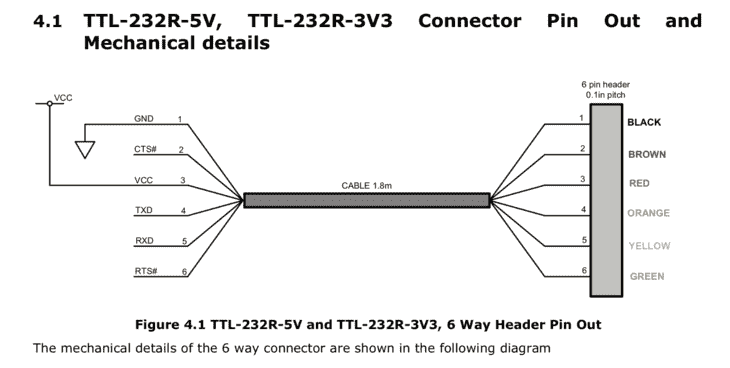 4.1 TTL-232R-5V, TTL-232R-3V3 Connector Pin Out and
Mechanical details
6 pin header
0.1in pitch
VCC
GND 1
CTS# 2
VCC 3
TXD 4
RXD 5
RTS# 6
CABLE 1.8m
1 BLACK
2 BROWN
3 RED
4 ORANGE
5 YELLOW
6 GREEN
Figure 4.1 TTL-232R-5V and TTL-232R-3V3, 6 Way Header Pin Out
The mechanical details of the 6 way connector are shown in the following diagram